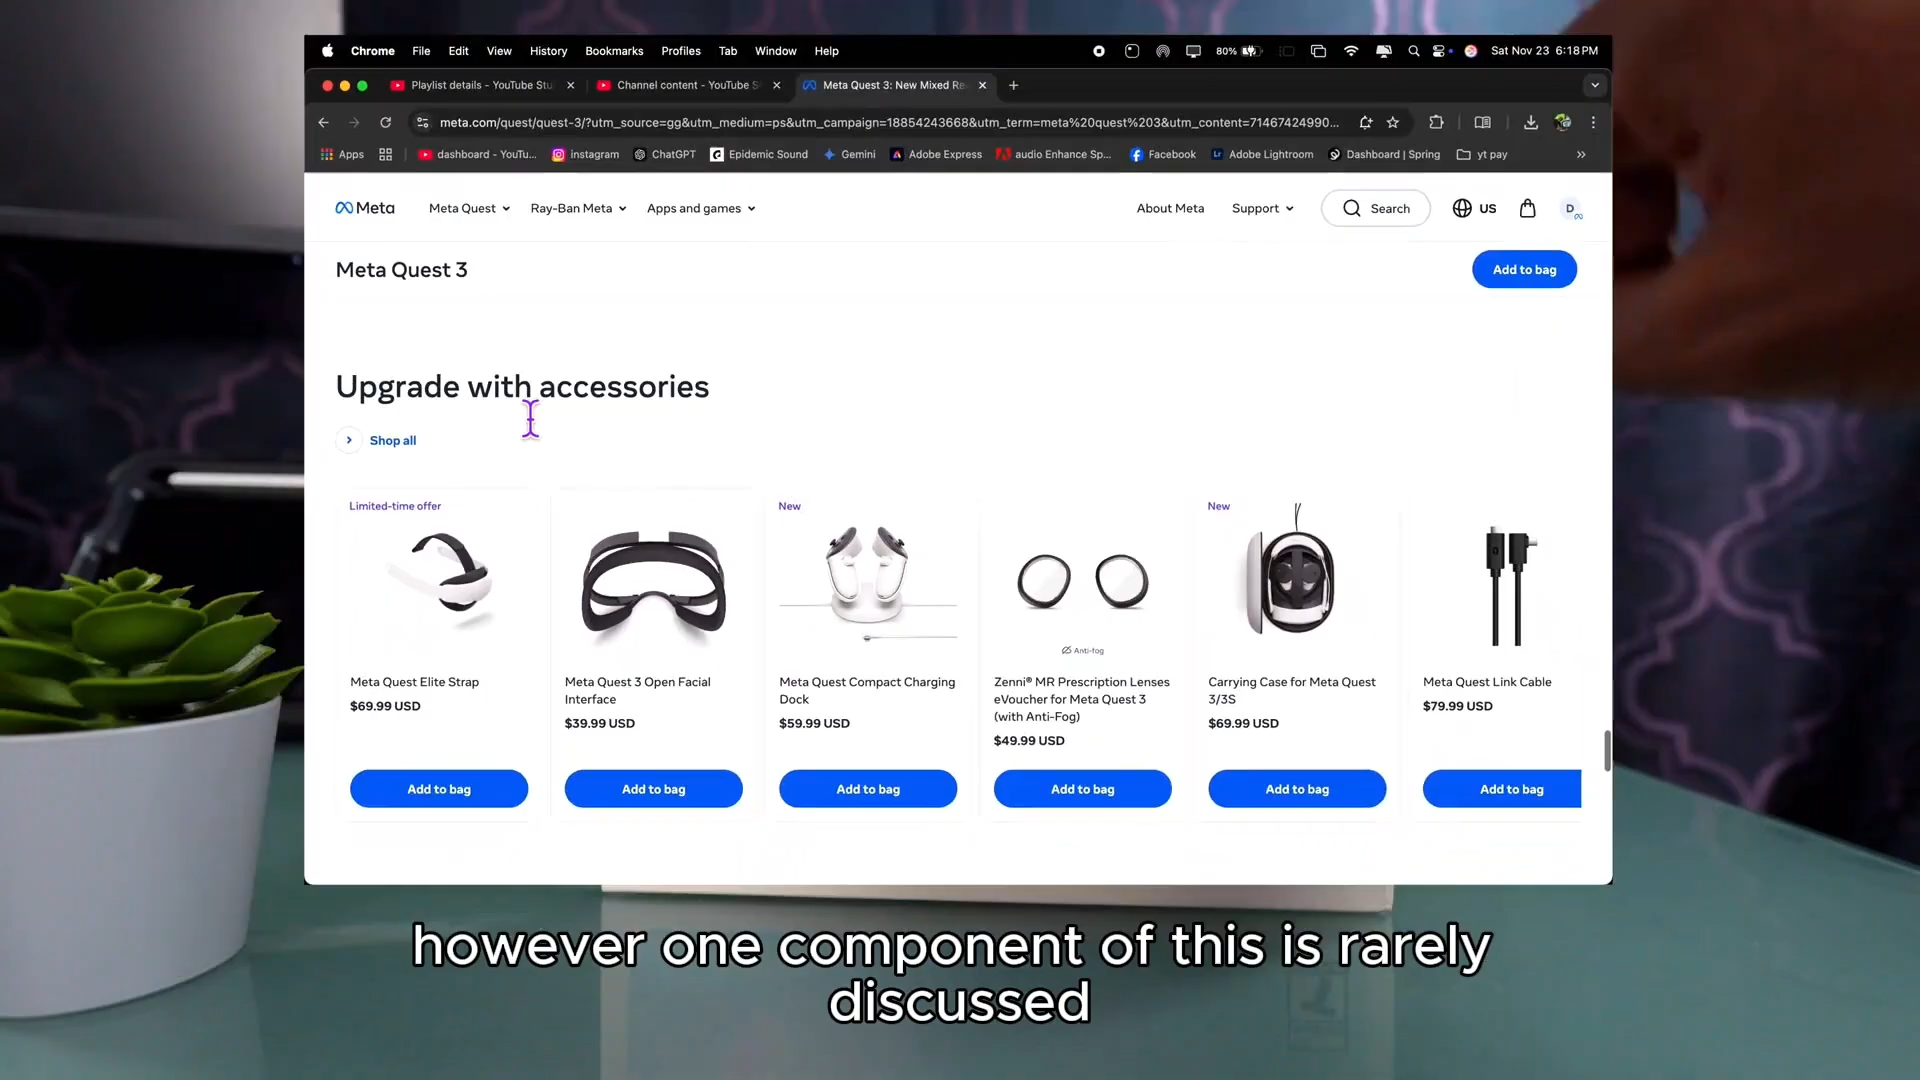 Chrome File Edit View History Bookmarks Profiles Tab Window Help 80% Sat Nov 23 6:18 PM
Playlist details - YouTube Stu Channel content - YouTube S Meta Quest 3: New Mixed Re
meta.com/quest/quest-3/?utm_source=gg&utm_medium=ps&utm_campaign=18854243668&utm_term=meta%20quest%203&utm_content=71467424990...
Apps dashboard - YouTu... instagram ChatGPT Epidemic Sound Gemini Adobe Express audio Enhance Sp... Facebook Lr Adobe Lightroom Dashboard | Spring yt pay
Meta Meta Quest Ray-Ban Meta Apps and games About Meta Support Search US D
Meta Quest 3 Add to bag
Upgrade with accessories
Shop all
Limited-time offer New New
Anti-fog
Meta Quest Elite Strap
$69.99 USD
Add to bag
Meta Quest 3 Open Facial
Interface
$39.99 USD
Add to bag
Meta Quest Compact Charging
Dock
$59.99 USD
Add to bag
Zenni® MR Prescription Lenses
eVoucher for Meta Quest 3
(with Anti-Fog)
$49.99 USD
Add to bag
Carrying Case for Meta Quest
3/3S
$69.99 USD
Add to bag
Meta Quest Link Cable
$79.99 USD
Add to bag
however one component of this is rarely
discussed